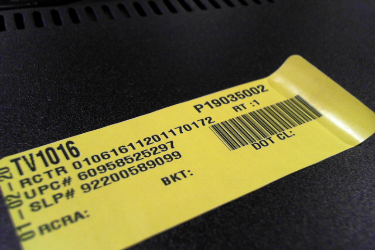 P19035002
TV1016
RT :1
RCTR 01061611201170172
UPC# 60958525297
SLP# 92200589099
DOT CL:
BKT:
RCRA: